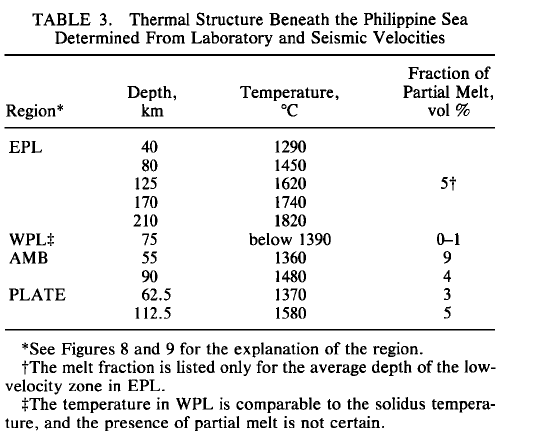 TABLE 3. Thermal Structure Beneath the Philippine Sea
Determined From Laboratory and Seismic Velocities
Region* Depth, km Temperature, °C Fraction of Partial Melt, vol %
EPL 40 1290
80 1450
125 1620 5†
170 1740
210 1820
WPL‡ 75 below 1390 0–1
AMB 55 1360 9
90 1480 4
PLATE 62.5 1370 3
112.5 1580 5
*See Figures 8 and 9 for the explanation of the region.
†The melt fraction is listed only for the average depth of the low-
velocity zone in EPL.
‡The temperature in WPL is comparable to the solidus tempera-
ture, and the presence of partial melt is not certain.